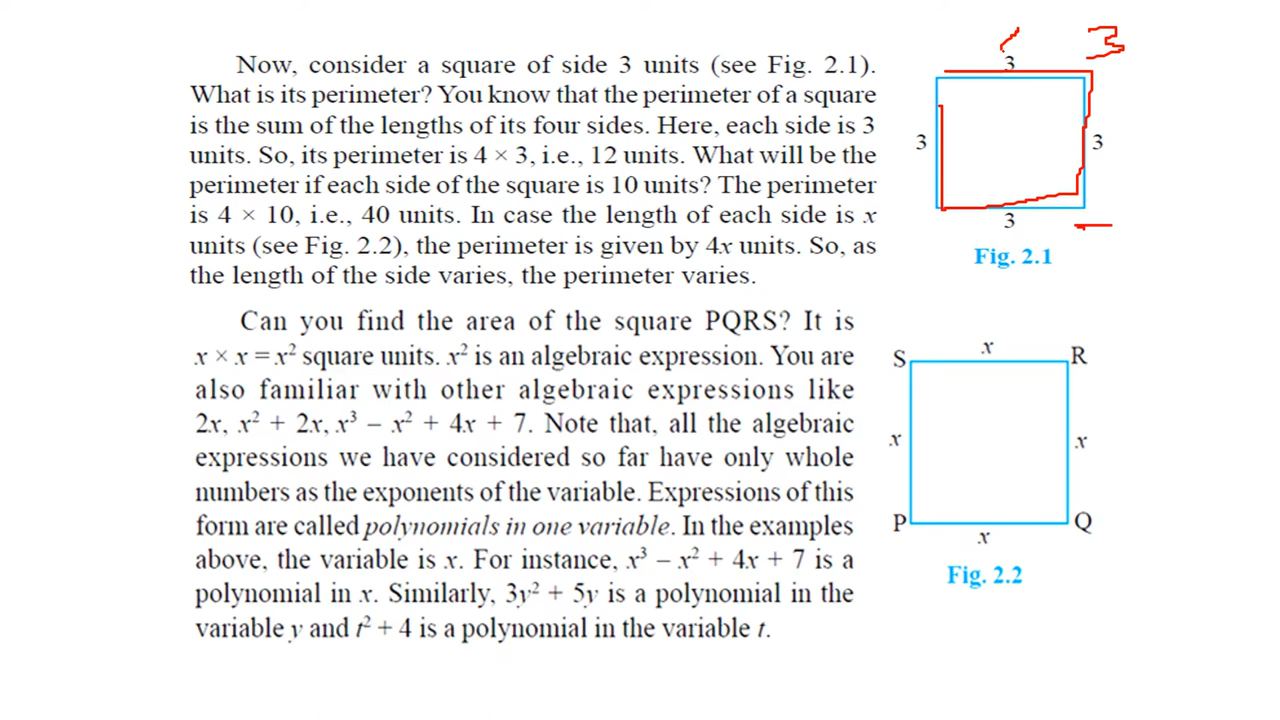 Now, consider a square of side 3 units (see Fig. 2.1).
What is its perimeter? You know that the perimeter of a square
is the sum of the lengths of its four sides. Here, each side is 3
units. So, its perimeter is 4 × 3, i.e., 12 units. What will be the
perimeter if each side of the square is 10 units? The perimeter
is 4 × 10, i.e., 40 units. In case the length of each side is x
units (see Fig. 2.2), the perimeter is given by 4x units. So, as
the length of the side varies, the perimeter varies.
3
3
3
3
3
Fig. 2.1
Can you find the area of the square PQRS? It is
x × x = x² square units. x² is an algebraic expression. You are
also familiar with other algebraic expressions like
2x, x² + 2x, x³ – x² + 4x + 7. Note that, all the algebraic
expressions we have considered so far have only whole
numbers as the exponents of the variable. Expressions of this
form are called polynomials in one variable. In the examples
above, the variable is x. For instance, x³ – x² + 4x + 7 is a
polynomial in x. Similarly, 3y² + 5y is a polynomial in the
variable y and t² + 4 is a polynomial in the variable t.
x
S R
x x
P Q
x
Fig. 2.2